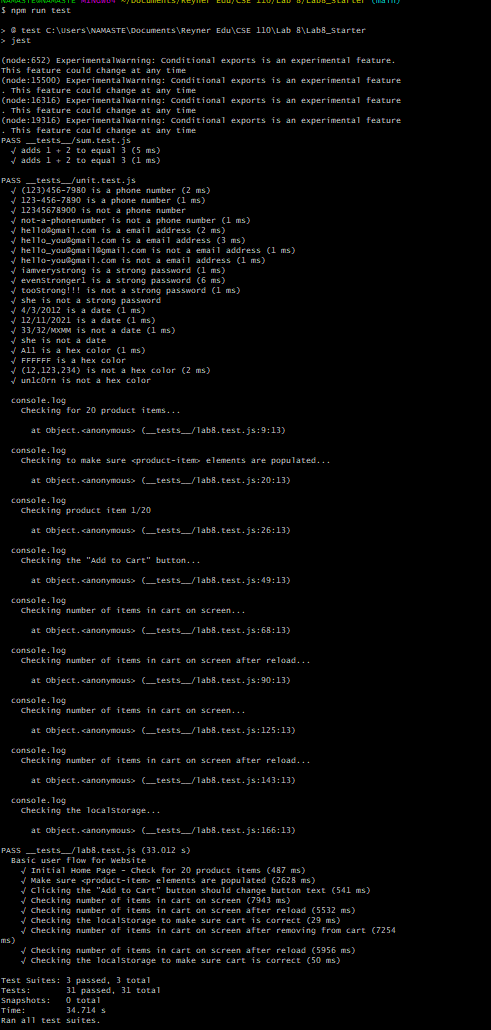 NAMASTE@NAMASTE MINGW64 ~/Documents/Reyner Edu/CSE 110/Lab 8/Lab8_Starter (main)
$ npm run test
> @ test C:\Users\NAMASTE\Documents\Reyner Edu\CSE 110\Lab 8\Lab8_Starter
> jest
(node:652) ExperimentalWarning: Conditional exports is an experimental feature.
This feature could change at any time
(node:15500) ExperimentalWarning: Conditional exports is an experimental feature
. This feature could change at any time
(node:16316) ExperimentalWarning: Conditional exports is an experimental feature
. This feature could change at any time
(node:19316) ExperimentalWarning: Conditional exports is an experimental feature
. This feature could change at any time
PASS __tests__/sum.test.js
√ adds 1 + 2 to equal 3 (5 ms)
√ adds 1 + 2 to equal 3 (1 ms)
PASS __tests__/unit.test.js
√ (123)456-7980 is a phone number (2 ms)
√ 123-456-7890 is a phone number (1 ms)
√ 12345678900 is not a phone number
√ not-a-phonenumber is not a phone number (1 ms)
√ hello@gmail.com is a email address (2 ms)
√ hello_you@gmail.com is a email address (3 ms)
√ hello_you@gmail@gmail.com is not a email address (1 ms)
√ hello-you@gmail.com is not a email address (1 ms)
√ iamverystrong is a strong password (1 ms)
√ evenStronger1 is a strong password (6 ms)
√ tooStrong!!! is not a strong password (1 ms)
√ she is not a strong password
√ 4/3/2012 is a date (1 ms)
√ 12/11/2021 is a date (1 ms)
√ 33/32/MXMM is not a date (1 ms)
√ she is not a date
√ A11 is a hex color (1 ms)
√ FFFFFF is a hex color
√ (12,123,234) is not a hex color (2 ms)
√ un1c0rn is not a hex color
console.log
Checking for 20 product items...
at Object.<anonymous> (__tests__/lab8.test.js:9:13)
console.log
Checking to make sure <product-item> elements are populated...
at Object.<anonymous> (__tests__/lab8.test.js:20:13)
console.log
Checking product item 1/20
at Object.<anonymous> (__tests__/lab8.test.js:26:13)
console.log
Checking the "Add to Cart" button...
at Object.<anonymous> (__tests__/lab8.test.js:49:13)
console.log
Checking number of items in cart on screen...
at Object.<anonymous> (__tests__/lab8.test.js:68:13)
console.log
Checking number of items in cart on screen after reload...
at Object.<anonymous> (__tests__/lab8.test.js:90:13)
console.log
Checking number of items in cart on screen...
at Object.<anonymous> (__tests__/lab8.test.js:125:13)
console.log
Checking number of items in cart on screen after reload...
at Object.<anonymous> (__tests__/lab8.test.js:143:13)
console.log
Checking the localStorage...
at Object.<anonymous> (__tests__/lab8.test.js:166:13)
PASS __tests__/lab8.test.js (33.012 s)
Basic user flow for Website
√ Initial Home Page - Check for 20 product items (487 ms)
√ Make sure <product-item> elements are populated (2628 ms)
√ Clicking the "Add to Cart" button should change button text (541 ms)
√ Checking number of items in cart on screen (7943 ms)
√ Checking number of items in cart on screen after reload (5532 ms)
√ Checking the localStorage to make sure cart is correct (29 ms)
√ Checking number of items in cart on screen after removing from cart (7254
ms)
√ Checking number of items in cart on screen after reload (5956 ms)
√ Checking the localStorage to make sure cart is correct (50 ms)
Test Suites: 3 passed, 3 total
Tests: 31 passed, 31 total
Snapshots: 0 total
Time: 34.714 s
Ran all test suites.